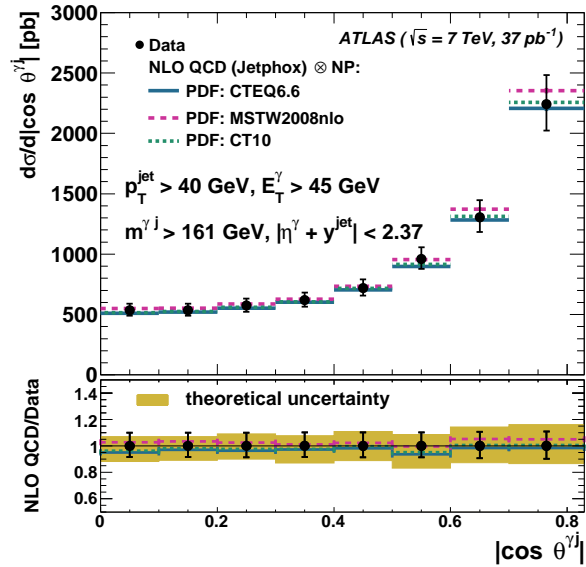 dσ/d|cos θ^γj| [pb]
3000
2500
2000
1500
1000
500
0
ATLAS (√s = 7 TeV, 37 pb⁻¹)
Data
NLO QCD (Jetphox) ⊗ NP:
PDF: CTEQ6.6
PDF: MSTW2008nlo
PDF: CT10
p_T^jet > 40 GeV, E_T^γ > 45 GeV
m^γ j > 161 GeV, |η^γ + y^jet| < 2.37
NLO QCD/Data
1.4
1.2
1.0
0.8
0.6
theoretical uncertainty
0 0.2 0.4 0.6 0.8
|cos θ^γj|